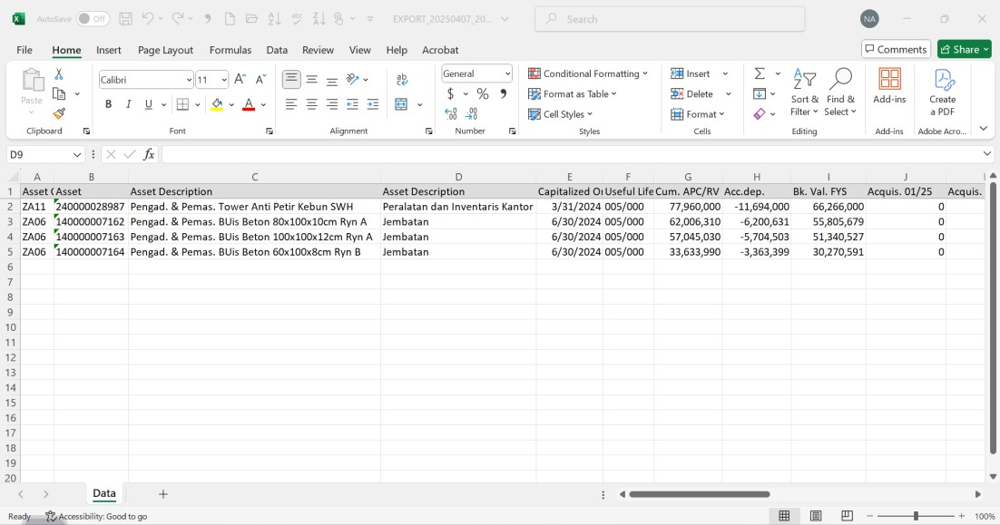 AutoSave Off EXPORT_20250407_20... Search NA
File Home Insert Page Layout Formulas Data Review View Help Acrobat Comments Share
Paste Calibri 11 A A ab General Conditional Formatting Insert Sort & Filter Find & Select Add-ins Create a PDF
B I U A $ % Format as Table Delete
Cell Styles Format
Clipboard Font Alignment Number Styles Cells Editing Add-ins Adobe Acro...
D9 fx
A B C D E F G H I J
1 Asset Asset Asset Description Asset Description Capitalized Useful Life Cum. APC/RV Acc.dep. Bk. Val. FYS Acquis. 01/25 Acquis.
2 ZA11 240000028987 Pengad. & Pemas. Tower Anti Petir Kebun SWH Peralatan dan Inventaris Kantor 3/31/2024 005/000 77,960,000 -11,694,000 66,266,000 0
3 ZA06 140000007162 Pengad. & Pemas. BUis Beton 80x100x10cm Ryn A Jembatan 6/30/2024 005/000 62,006,310 -6,200,631 55,805,679 0
4 ZA06 140000007163 Pengad. & Pemas. BUis Beton 100x100x12cm Ryn A Jembatan 6/30/2024 005/000 57,045,030 -5,704,503 51,340,527 0
5 ZA06 140000007164 Pengad. & Pemas. BUis Beton 60x100x8cm Ryn B Jembatan 6/30/2024 005/000 33,633,990 -3,363,399 30,270,591 0
6
7
8
9
10
11
12
13
14
15
16
17
18
19
20
Data
Ready Accessibility: Good to go 100%